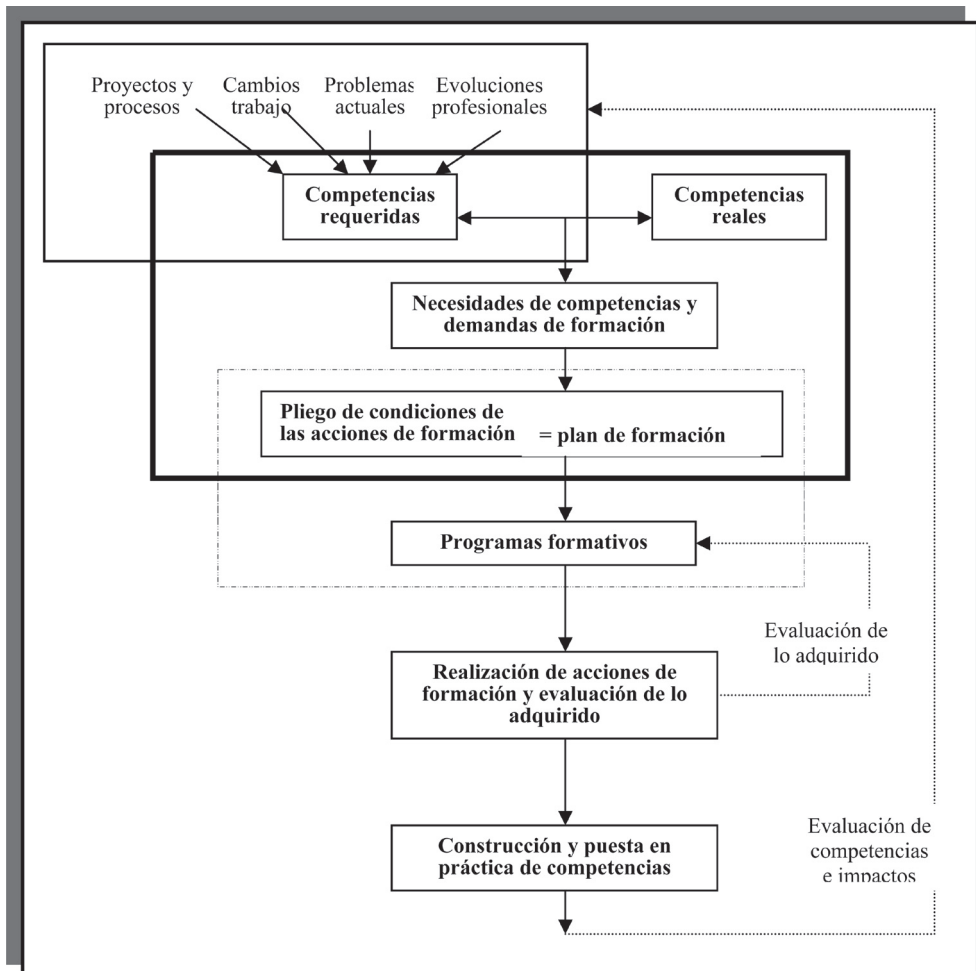 Proyectos y
procesos
Cambios
trabajo
Problemas
actuales
Evoluciones
profesionales
Competencias
requeridas
Competencias
reales
Necesidades de competencias y
demandas de formación
Pliego de condiciones de
las acciones de formación
= plan de formación
Programas formativos
Evaluación de
lo adquirido
Realización de acciones de
formación y evaluación de lo
adquirido
Evaluación de
competencias
e impactos
Construcción y puesta en
práctica de competencias